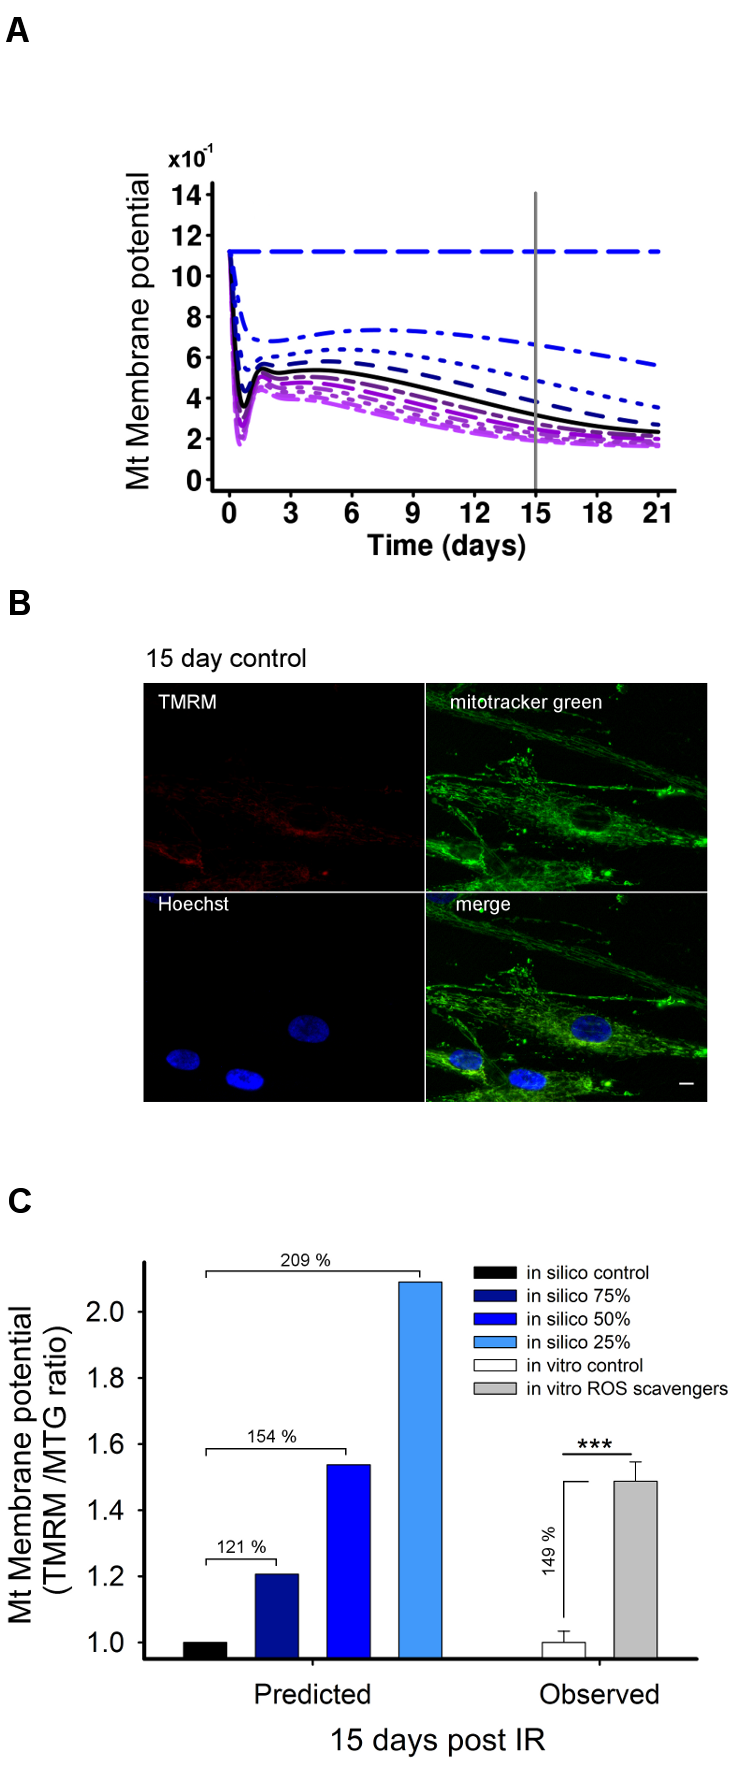 A
x10-1
Mt Membrane potential
14
12
10
8
6
4
2
0
0 3 6 9 12 15 18 21
Time (days)
B
15 day control
TMRM
mitotracker green
Hoechst
merge
C
Mt Membrane potential
(TMRM /MTG ratio)
2.0
1.8
1.6
1.4
1.2
1.0
209 %
154 %
121 %
in silico control
in silico 75%
in silico 50%
in silico 25%
in vitro control
in vitro ROS scavengers
***
149 %
Predicted
Observed
15 days post IR